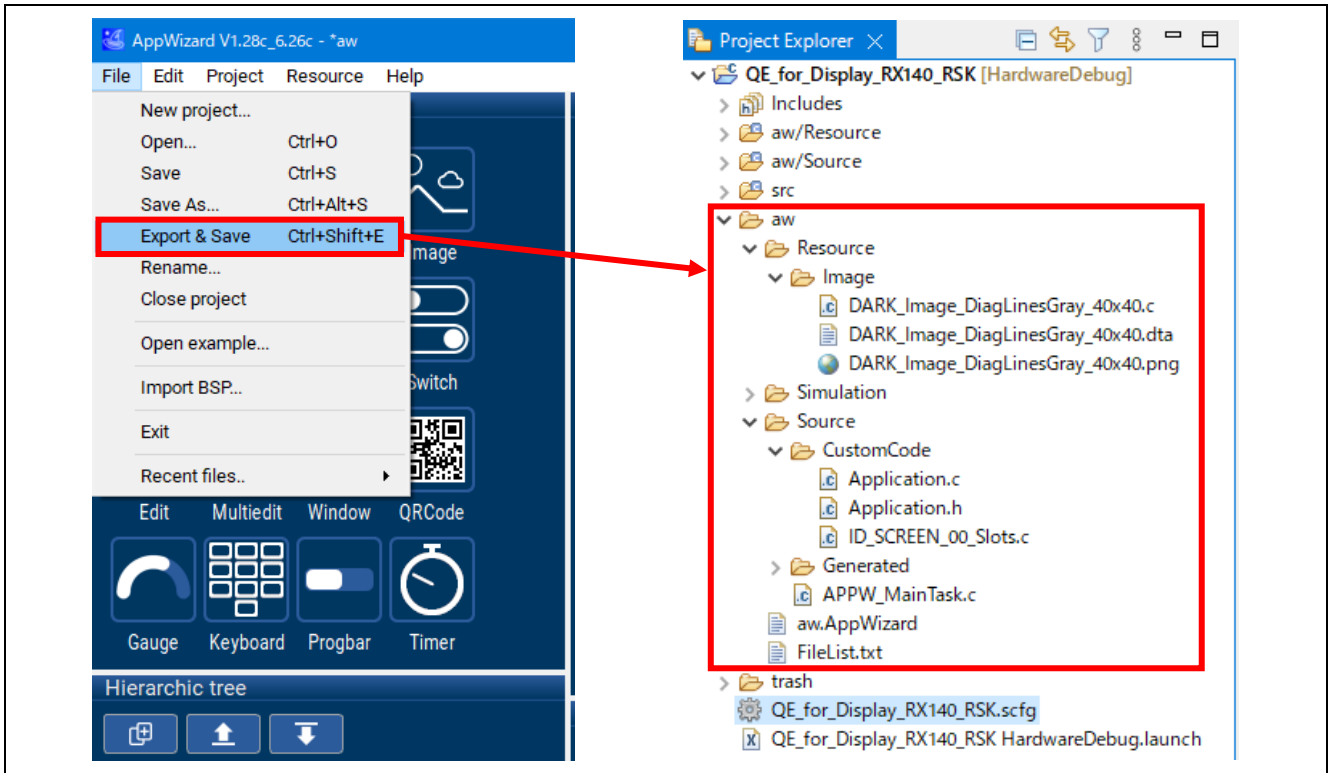 AppWizard V1.28c_6.26c - *aw
File Edit Project Resource Help
New project...
Open... Ctrl+O
Save Ctrl+S
Save As... Ctrl+Alt+S
Export & Save Ctrl+Shift+E
Rename...
Close project
Open example...
Import BSP...
Exit
Recent files..
mage
Switch
Edit Multiedit Window QRCode
Gauge Keyboard Progbar Timer
Hierarchic tree
Project Explorer
QE_for_Display_RX140_RSK [HardwareDebug]
Includes
aw/Resource
aw/Source
src
aw
Resource
Image
DARK_Image_DiagLinesGray_40x40.c
DARK_Image_DiagLinesGray_40x40.dta
DARK_Image_DiagLinesGray_40x40.png
Simulation
Source
CustomCode
Application.c
Application.h
ID_SCREEN_00_Slots.c
Generated
APPW_MainTask.c
aw.AppWizard
FileList.txt
trash
QE_for_Display_RX140_RSK.scfg
QE_for_Display_RX140_RSK HardwareDebug.launch